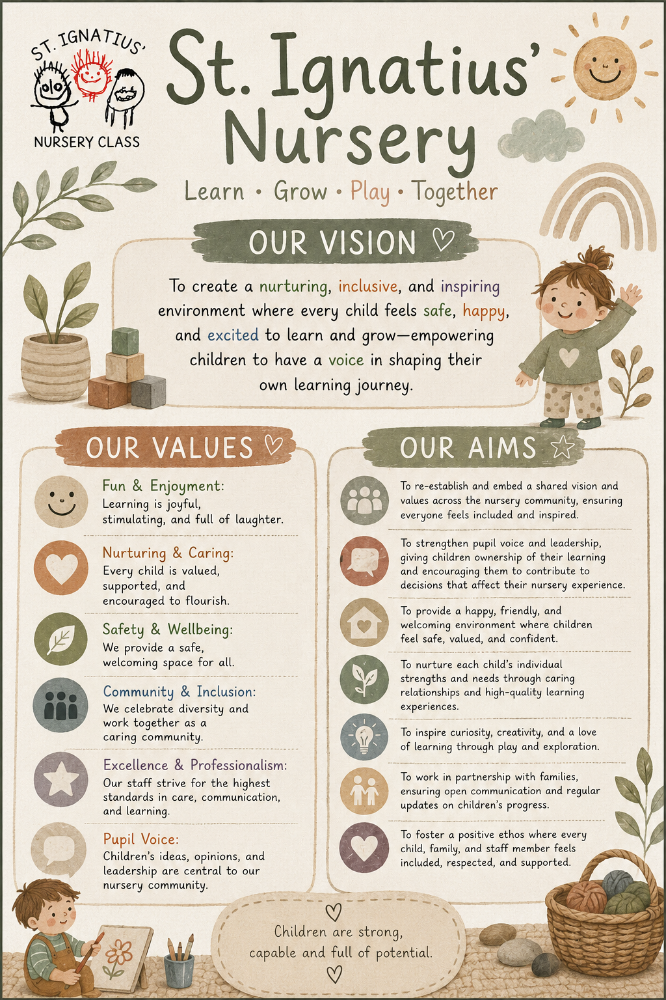 ST. IGNATIUS'
NURSERY CLASS
St. Ignatius'
Nursery
Learn • Grow • Play • Together
OUR VISION
To create a nurturing, inclusive, and inspiring
environment where every child feels safe, happy,
and excited to learn and grow—empowering
children to have a voice in shaping their
own learning journey.
OUR VALUES
Fun & Enjoyment:
Learning is joyful,
stimulating, and full of laughter.
Nurturing & Caring:
Every child is valued,
supported, and
encouraged to flourish.
Safety & Wellbeing:
We provide a safe,
welcoming space for all.
Community & Inclusion:
We celebrate diversity and
work together as a
caring community.
Excellence & Professionalism:
Our staff strive for the highest
standards in care, communication,
and learning.
Pupil Voice:
Children's ideas, opinions, and
leadership are central to our
nursery community.
OUR AIMS
To re-establish and embed a shared vision and
values across the nursery community, ensuring
everyone feels included and inspired.
To strengthen pupil voice and leadership,
giving children ownership of their learning
and encouraging them to contribute to
decisions that affect their nursery experience.
To provide a happy, friendly, and
welcoming environment where children
feel safe, valued, and confident.
To nurture each child's individual
strengths and needs through caring
relationships and high-quality learning
experiences.
To inspire curiosity, creativity, and a love
of learning through play and exploration.
To work in partnership with families,
ensuring open communication and regular
updates on children's progress.
To foster a positive ethos where every
child, family, and staff member feels
included, respected, and supported.
Children are strong,
capable and full of potential.